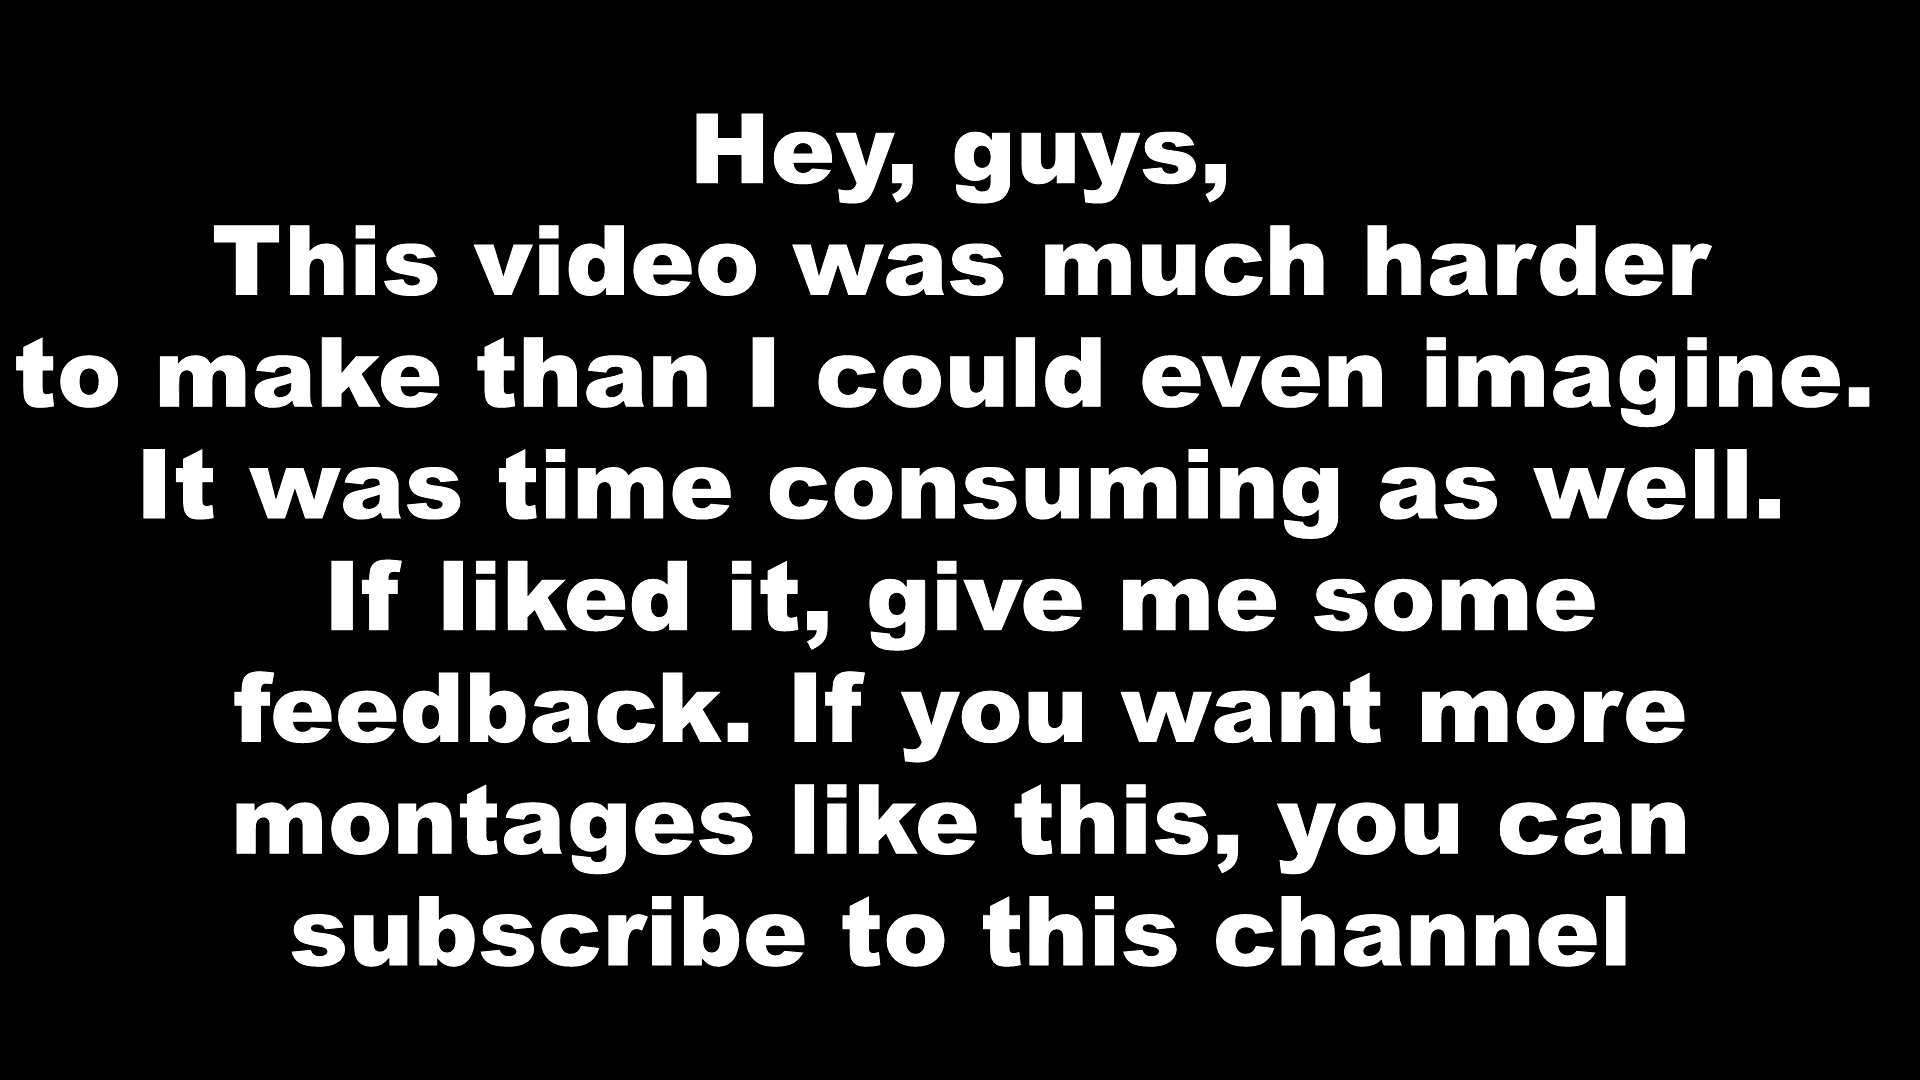 Hey, guys,
This video was much harder
to make than I could even imagine.
It was time consuming as well.
If liked it, give me some
feedback. If you want more
montages like this, you can
subscribe to this channel